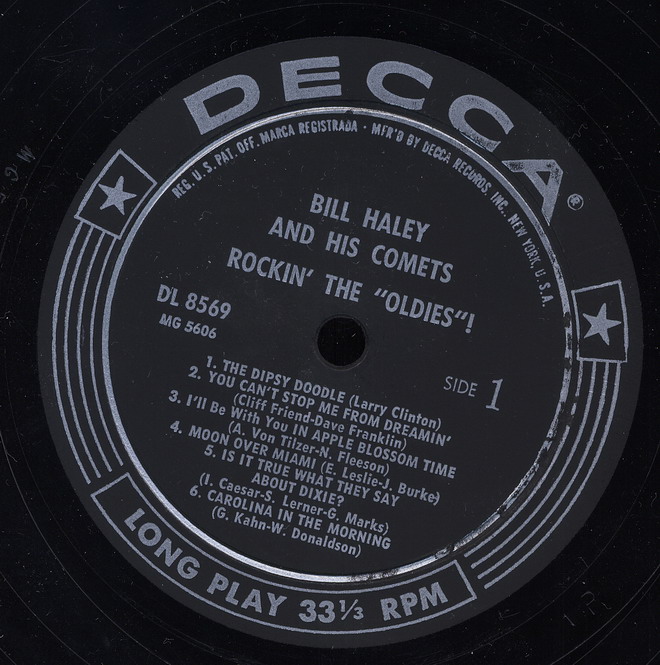 DECCA®
REG. U.S. PAT. OFF. MARCA REGISTRADA · MF'R'D BY DECCA RECORDS, INC., NEW YORK, U.S.A.
BILL HALEY
AND HIS COMETS
ROCKIN' THE "OLDIES"!
DL 8569
MG 5606
SIDE 1
1. THE DIPSY DOODLE (Larry Clinton)
2. YOU CAN'T STOP ME FROM DREAMIN'
(Cliff Friend-Dave Franklin)
3. I'll Be With You IN APPLE BLOSSOM TIME
(A. Von Tilzer-N. Fleeson)
4. MOON OVER MIAMI (E. Leslie-J. Burke)
5. IS IT TRUE WHAT THEY SAY
ABOUT DIXIE?
(I. Caesar-S. Lerner-G. Marks)
6. CAROLINA IN THE MORNING
(G. Kahn-W. Donaldson)
LONG PLAY 33⅓ RPM